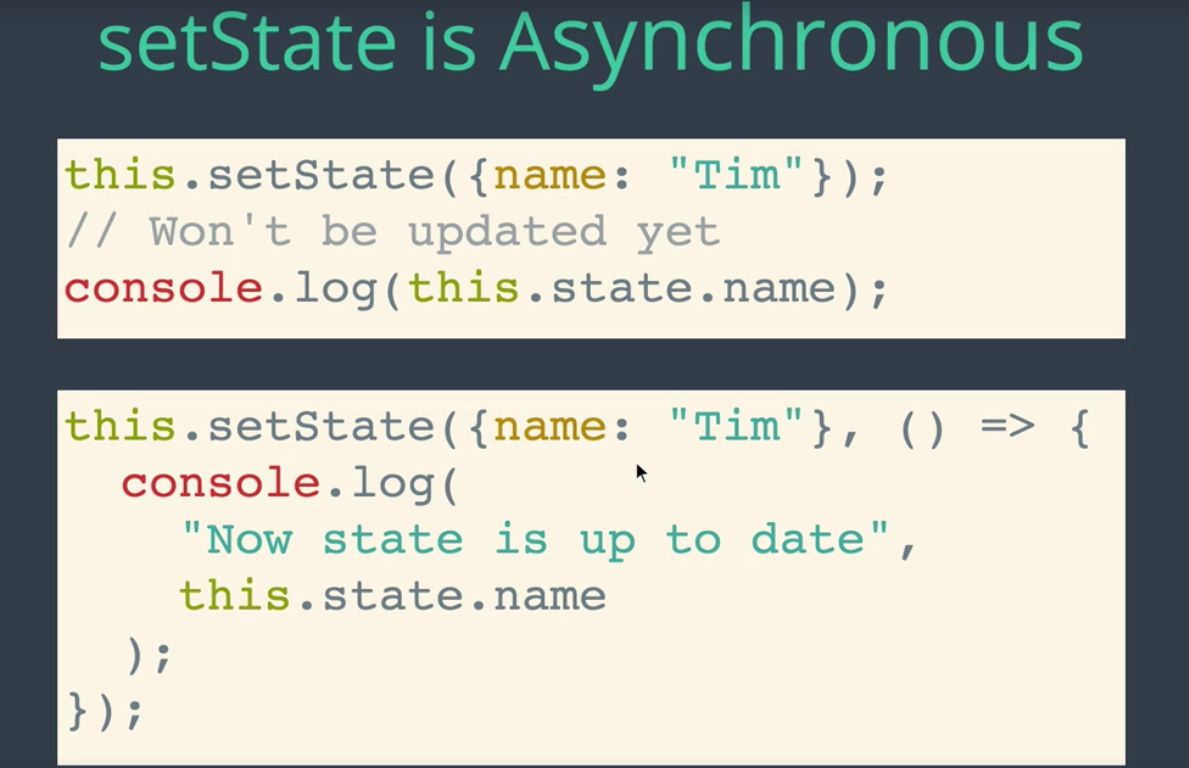 setState is Asynchronous
this.setState({name: "Tim"});
// Won't be updated yet
console.log(this.state.name);
this.setState({name: "Tim"}, () => {
  console.log(
    "Now state is up to date",
    this.state.name
  );
});